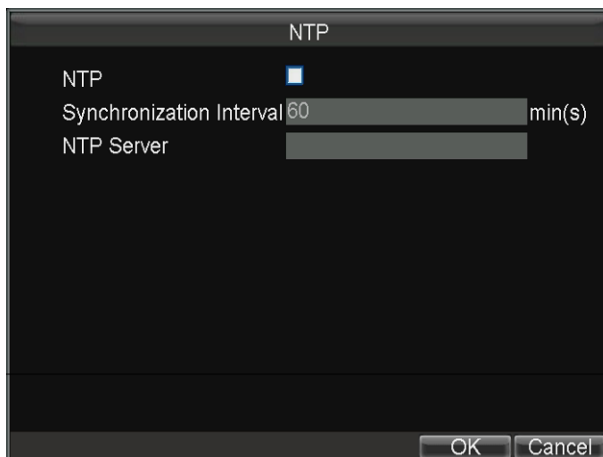 NTP
NTP
Synchronization Interval 60 min(s)
NTP Server
OK Cancel